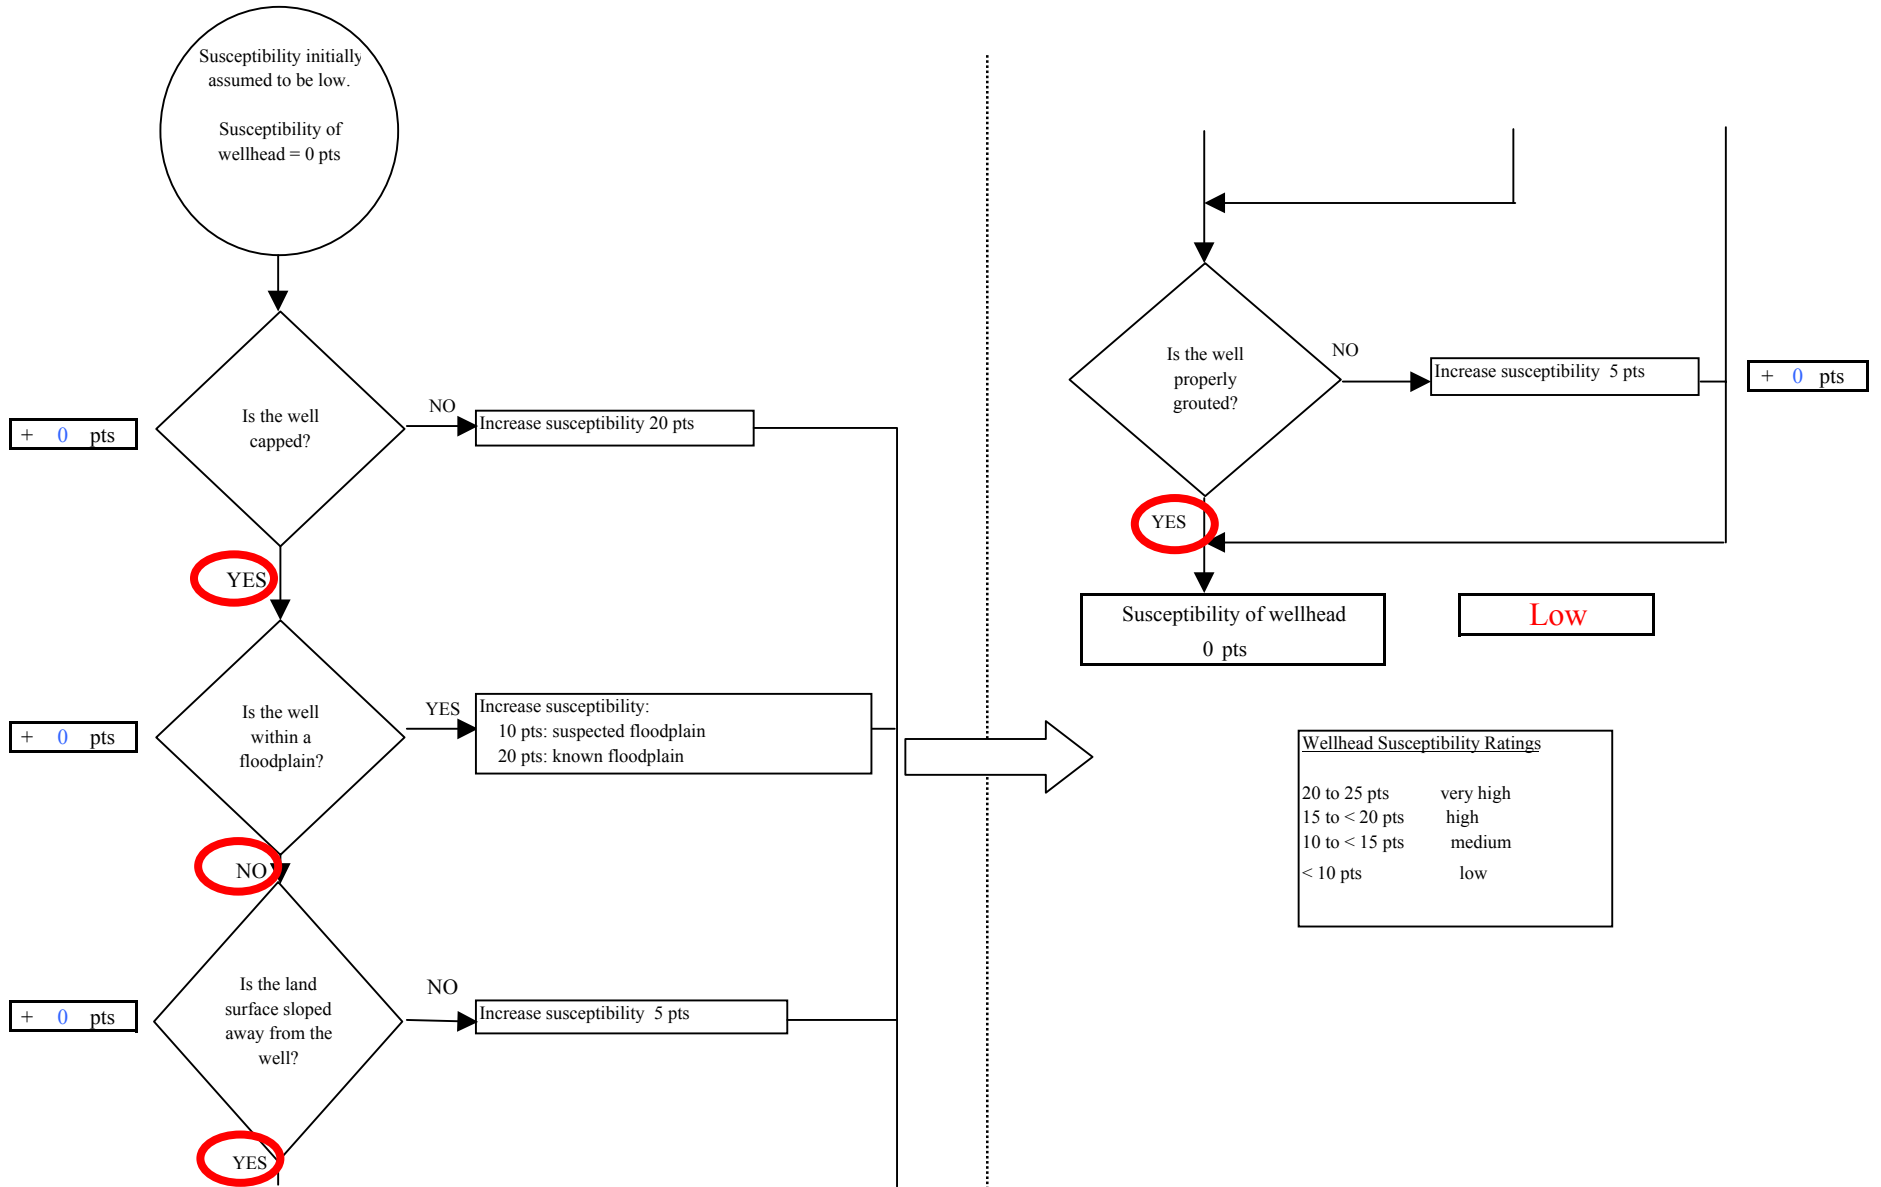 Susceptibility initially
assumed to be low.
Susceptibility of
wellhead = 0 pts
Is the well
capped?
NO
Increase susceptibility 20 pts
+ 0 pts
YES
Is the well
within a
floodplain?
YES
Increase susceptibility:
10 pts: suspected floodplain
20 pts: known floodplain
+ 0 pts
NO
Is the land
surface sloped
away from the
well?
NO
Increase susceptibility 5 pts
+ 0 pts
YES
Is the well
properly
grouted?
NO
Increase susceptibility 5 pts
+ 0 pts
YES
Susceptibility of wellhead
0 pts
Low
Wellhead Susceptibility Ratings
20 to 25 pts very high
15 to < 20 pts high
10 to < 15 pts medium
< 10 pts low